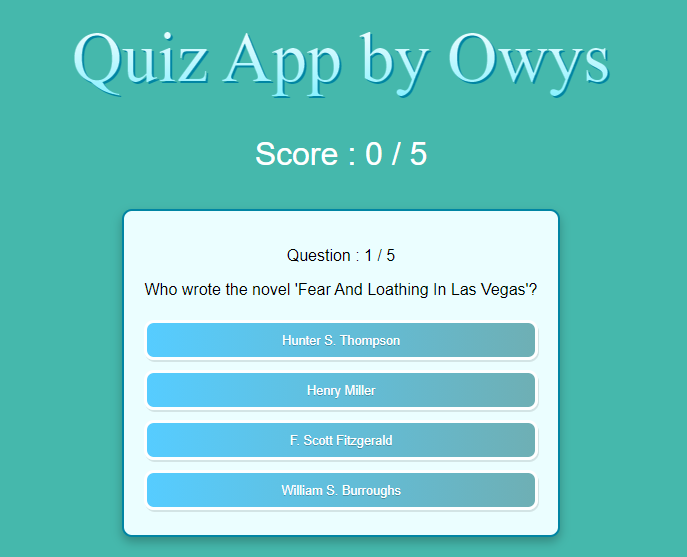 Quiz App by Owys
Score : 0 / 5
Question : 1 / 5
Who wrote the novel 'Fear And Loathing In Las Vegas'?
Hunter S. Thompson
Henry Miller
F. Scott Fitzgerald
William S. Burroughs